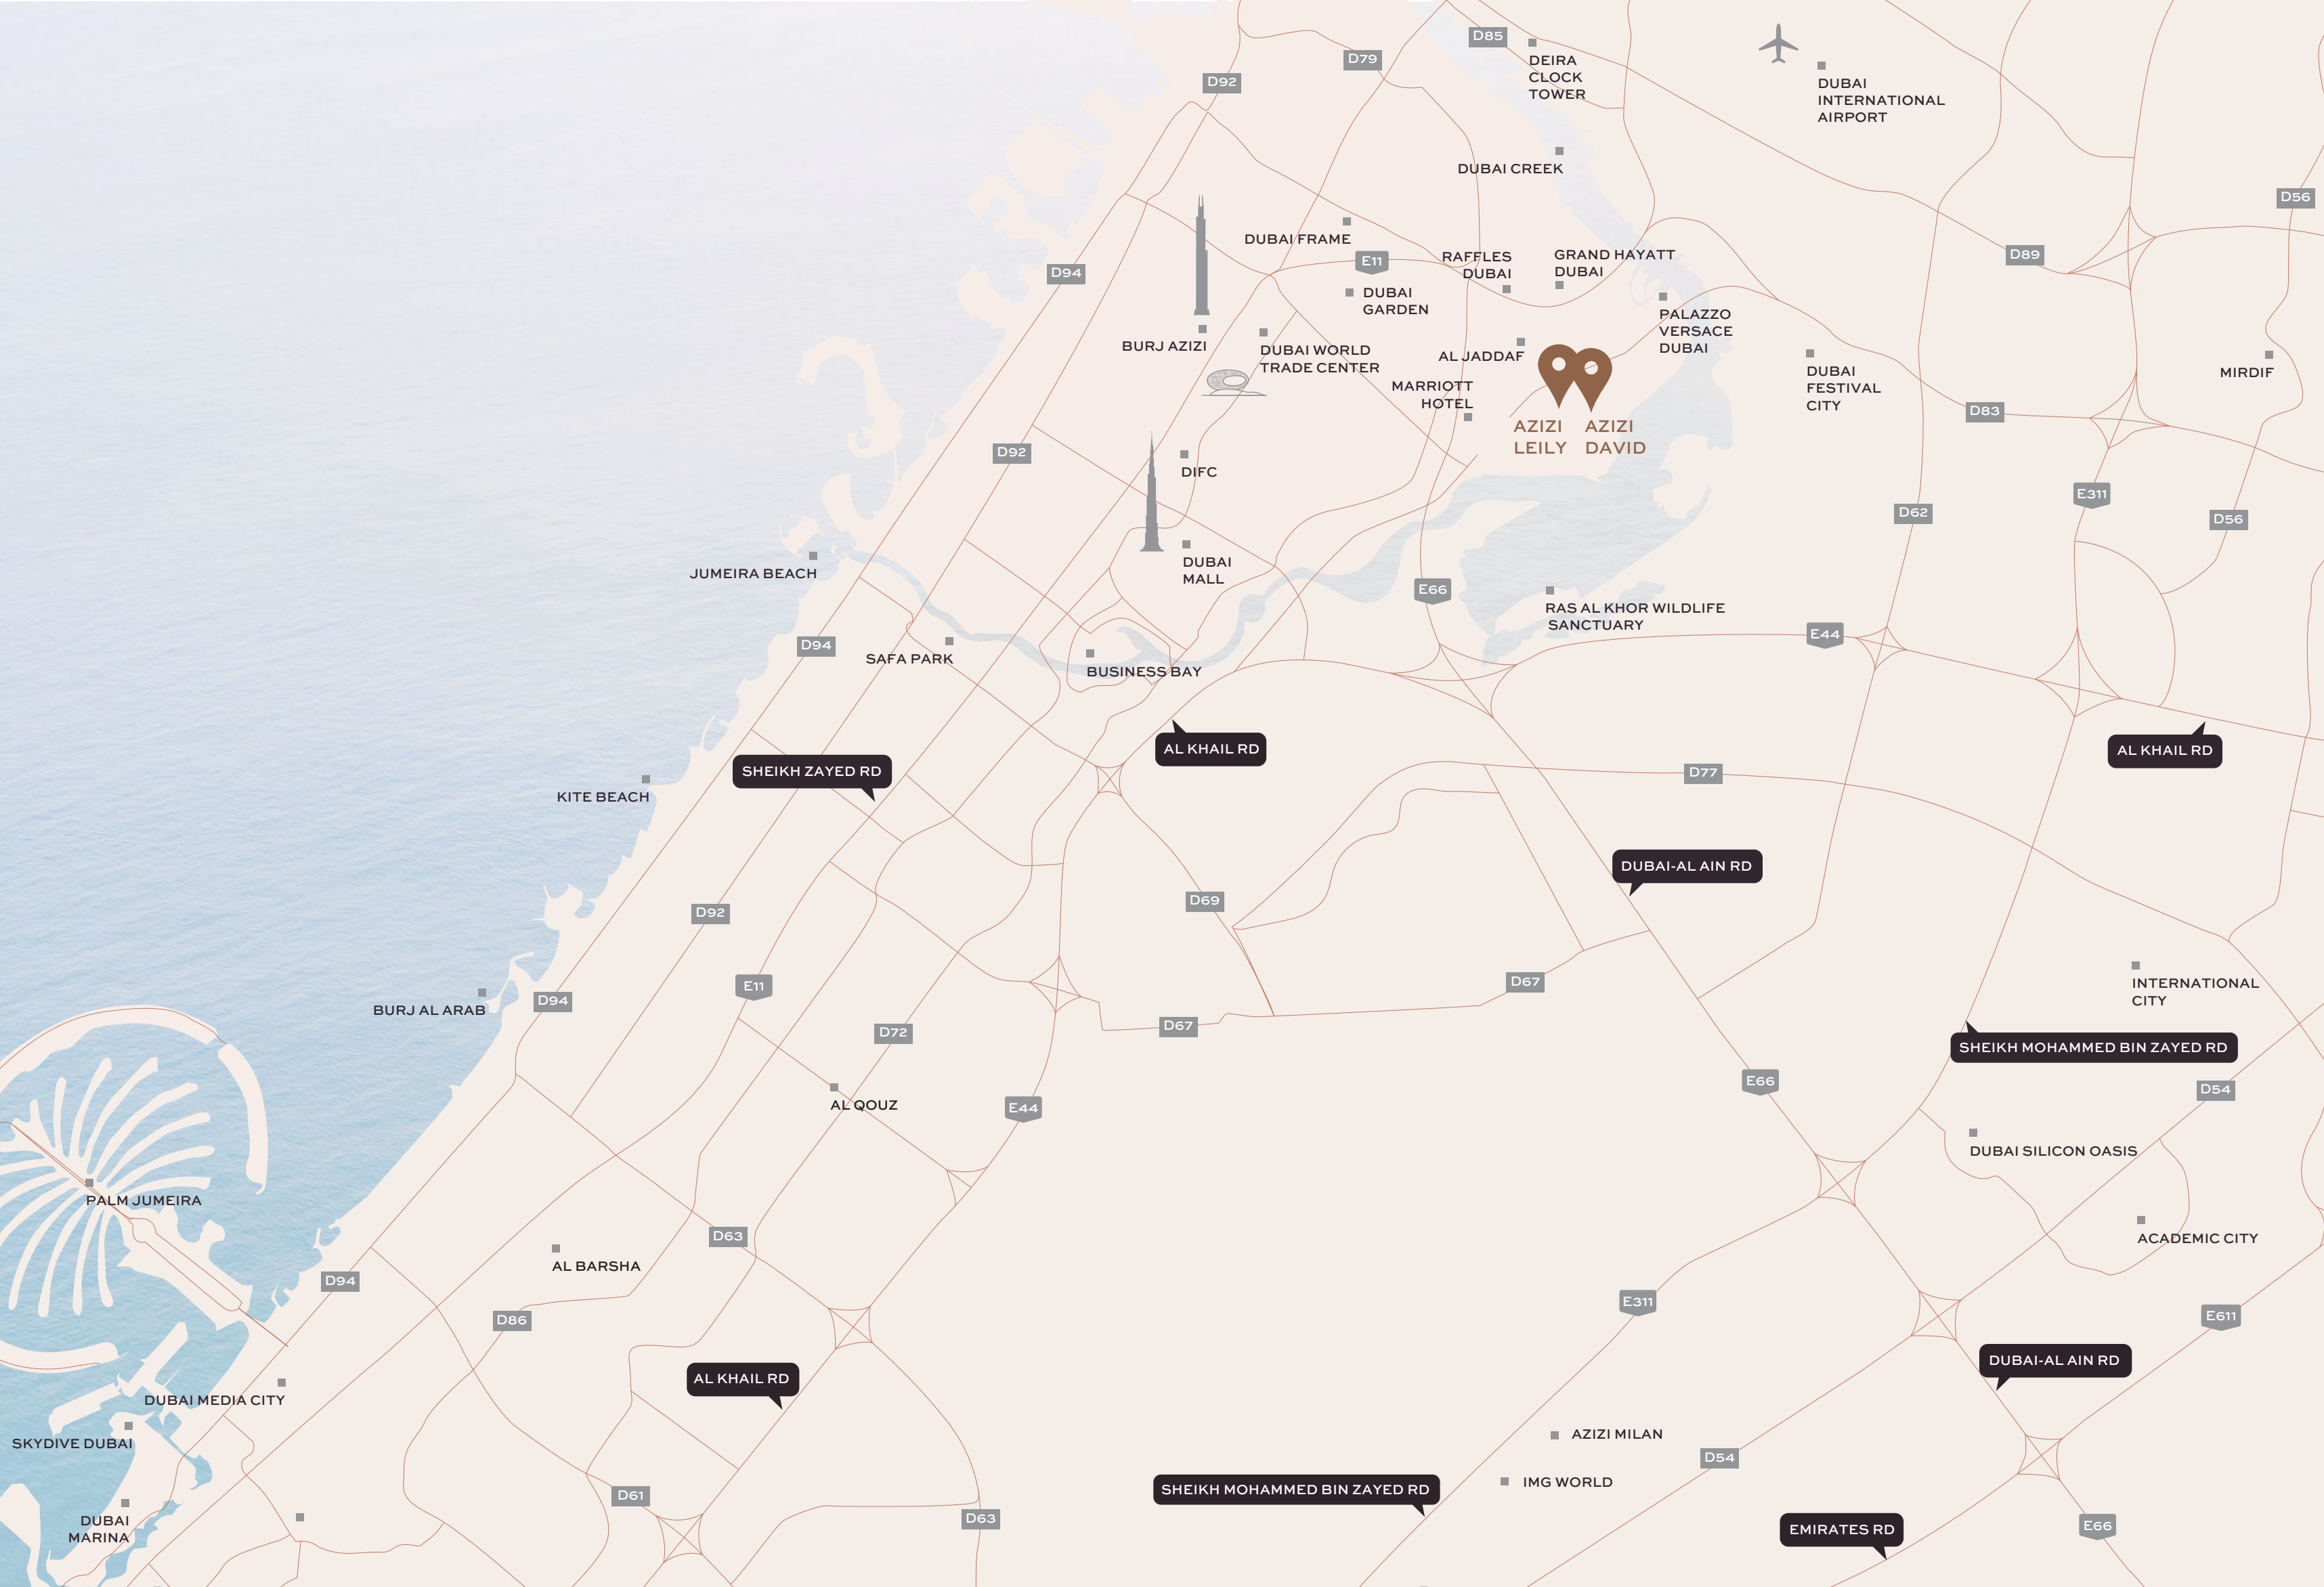 D85
DEIRA
CLOCK
TOWER
D79
D92
DUBAI
INTERNATIONAL
AIRPORT
DUBAI CREEK
D56
DUBAI FRAME
E11
RAFFLES
DUBAI
GRAND HAYATT
DUBAI
D89
D94
DUBAI
GARDEN
PALAZZO
VERSACE
DUBAI
BURJ AZIZI
DUBAI WORLD
TRADE CENTER
AL JADDAF
MARRIOTT
HOTEL
DUBAI
FESTIVAL
CITY
MIRDIF
D83
AZIZI
LEILY
AZIZI
DAVID
D92
DIFC
E311
D62
D56
JUMEIRA BEACH
DUBAI
MALL
E66
RAS AL KHOR WILDLIFE
SANCTUARY
E44
D94
SAFA PARK
BUSINESS BAY
AL KHAIL RD
AL KHAIL RD
SHEIKH ZAYED RD
D77
KITE BEACH
DUBAI-AL AIN RD
D69
D92
INTERNATIONAL
CITY
E11
D67
D94
BURJ AL ARAB
D72
D67
SHEIKH MOHAMMED BIN ZAYED RD
E66
D54
AL QOUZ
E44
DUBAI SILICON OASIS
PALM JUMEIRA
D63
ACADEMIC CITY
AL BARSHA
D94
E311
E611
D86
DUBAI-AL AIN RD
AL KHAIL RD
DUBAI MEDIA CITY
SKYDIVE DUBAI
AZIZI MILAN
D54
IMG WORLD
SHEIKH MOHAMMED BIN ZAYED RD
D61
D63
DUBAI
MARINA
EMIRATES RD
E66